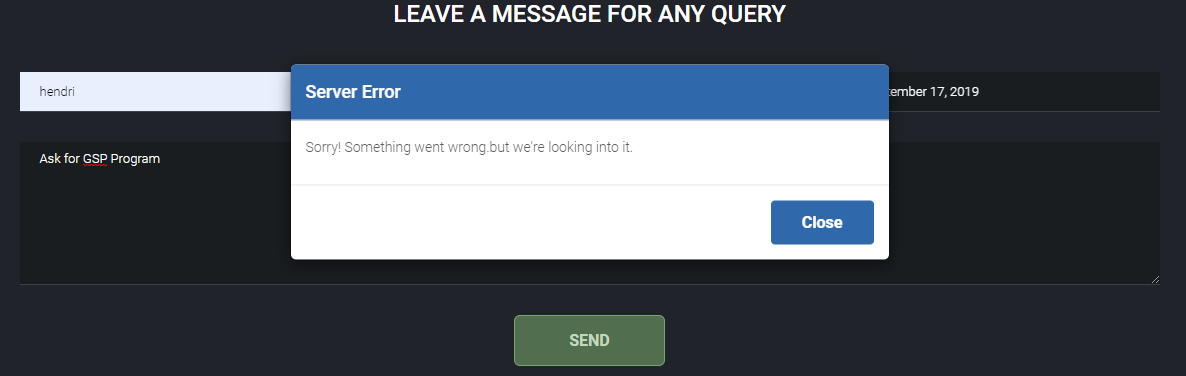 LEAVE A MESSAGE FOR ANY QUERY
hendri
tember 17, 2019
Server Error
Sorry! Something went wrong.but we're looking into it.
Close
Ask for GSP Program
SEND